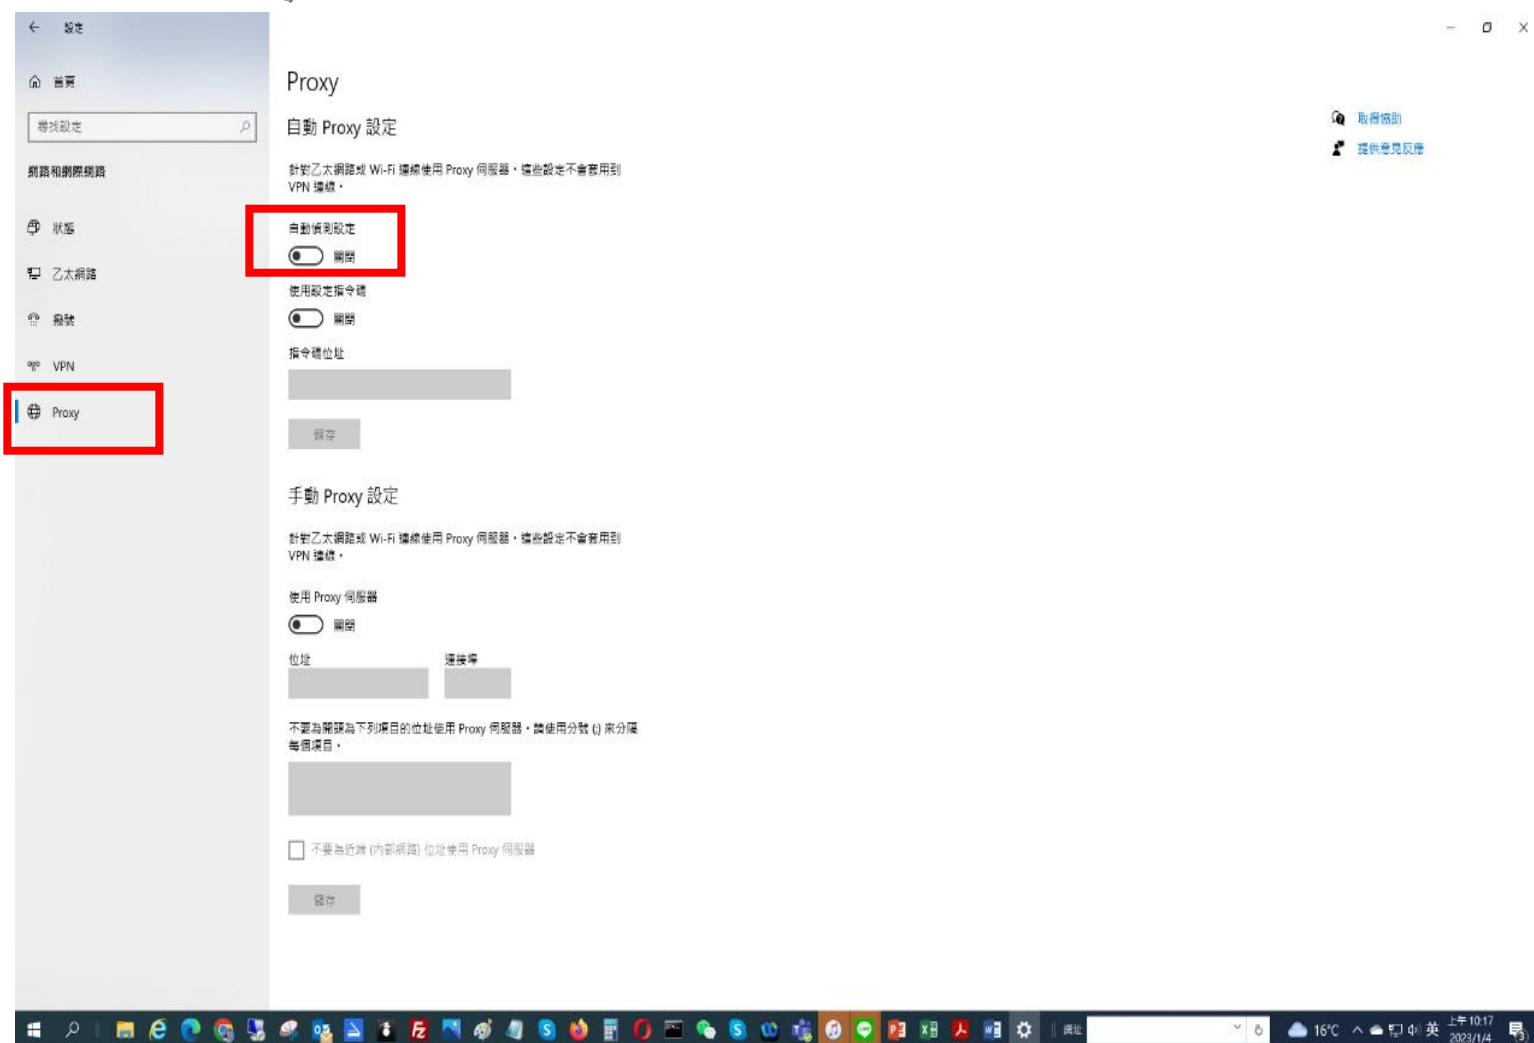 設定
首頁
尋找設定
網路和網際網路
狀態
乙太網路
撥號
VPN
Proxy
Proxy
自動 Proxy 設定
針對乙太網路或 Wi-Fi 連線使用 Proxy 伺服器。這些設定不會套用到
VPN 連線。
自動偵測設定
關閉
使用設定指令碼
關閉
指令碼位址
儲存
手動 Proxy 設定
針對乙太網路或 Wi-Fi 連線使用 Proxy 伺服器。這些設定不會套用到
VPN 連線。
使用 Proxy 伺服器
關閉
位址 連接埠
不要為開頭為下列項目的位址使用 Proxy 伺服器。請使用分號 (;) 來分隔
每個項目。
不要為近端 (內部網路) 位址使用 Proxy 伺服器
儲存
取得協助
提供意見反應
網址
16°C
英
上午 10:17
2023/1/4